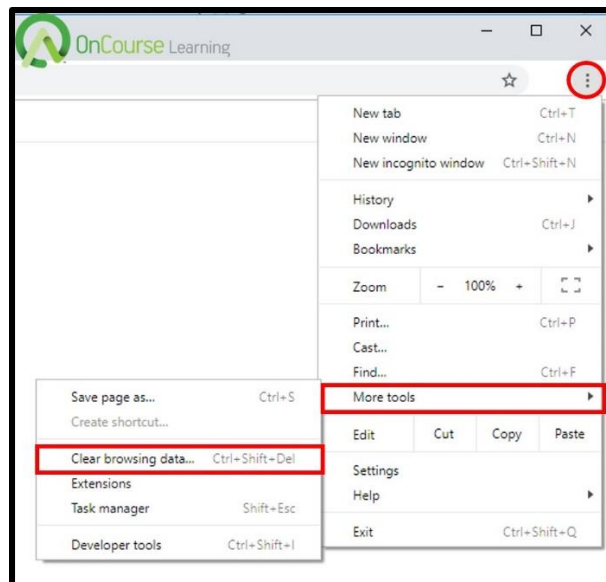 OnCourse Learning
New tab Ctrl+T
New window Ctrl+N
New incognito window Ctrl+Shift+N
History
Downloads Ctrl+J
Bookmarks
Zoom - 100% +
Print... Ctrl+P
Cast...
Find... Ctrl+F
More tools
Edit Cut Copy Paste
Settings
Help
Exit Ctrl+Shift+Q
Save page as... Ctrl+S
Create shortcut...
Clear browsing data... Ctrl+Shift+Del
Extensions
Task manager Shift+Esc
Developer tools Ctrl+Shift+I